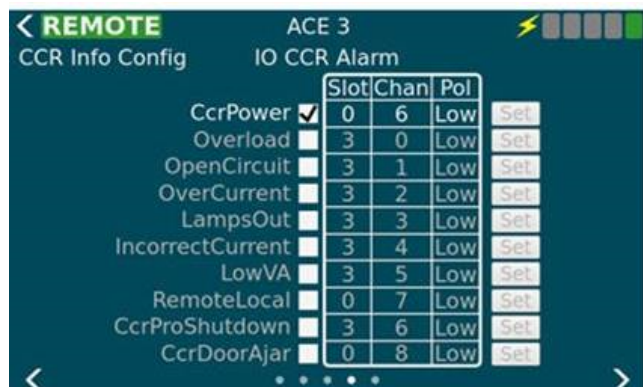 < REMOTE ACE 3
CCR Info Config IO CCR Alarm
Slot Chan Pol
CcrPower 0 6 Low Set
Overload 3 0 Low Set
OpenCircuit 3 1 Low Set
OverCurrent 3 2 Low Set
LampsOut 3 3 Low Set
IncorrectCurrent 3 4 Low Set
LowVA 3 5 Low Set
RemoteLocal 0 7 Low Set
CcrProShutdown 3 6 Low Set
CcrDoorAjar 0 8 Low Set
< >